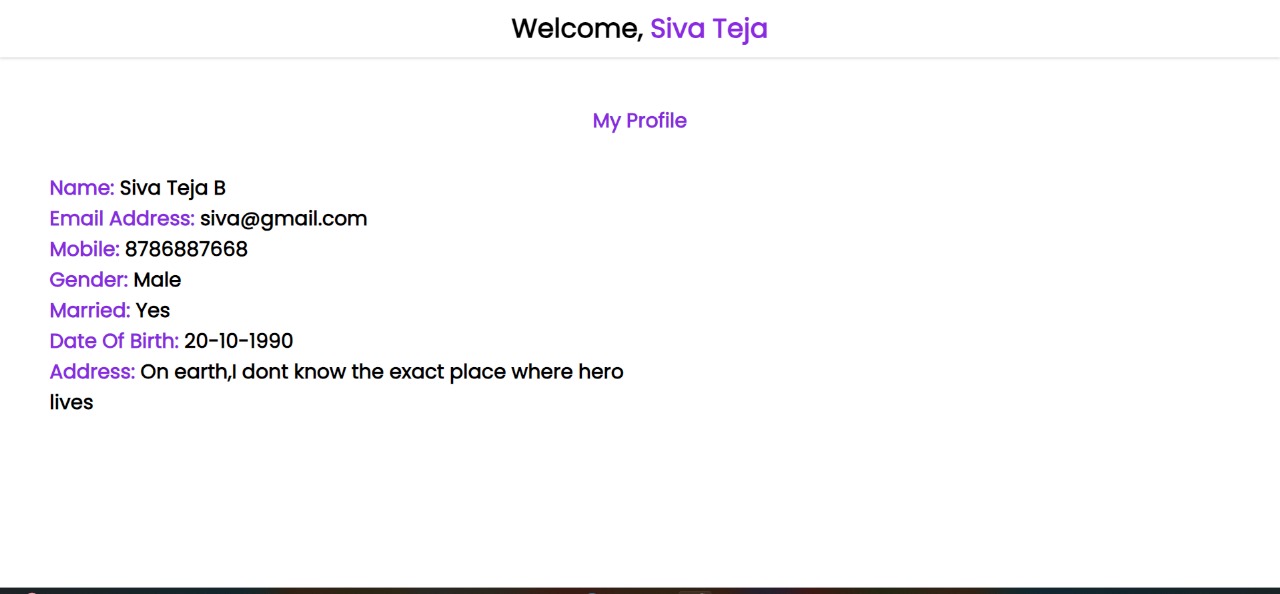 Welcome, Siva Teja
My Profile
Name: Siva Teja B
Email Address: siva@gmail.com
Mobile: 8786887668
Gender: Male
Married: Yes
Date Of Birth: 20-10-1990
Address: On earth,I dont know the exact place where hero
lives